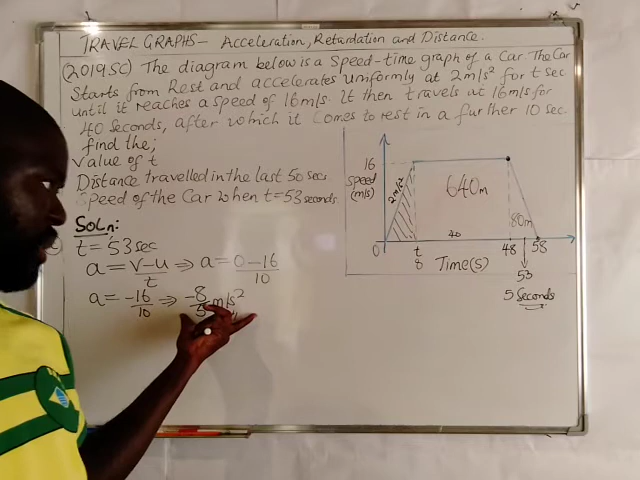 TRAVEL GRAPHS- Acceleration, Retardation and Distance.
(2019SC) The diagram below is a Speed-time graph of a Car. The Car
Starts from Rest and accelerates uniformly at 2m/s² for t sec
until it reaches a speed of 16m/s. It then travels at 16m/s for
40 seconds, after which it Comes to rest in a further 10 sec.
find the;
Value of t
Distance travelled in the last 50 sec
Speed of the Car when t=53 seconds
Soln:
t = 53 sec
a = v-u/t ⇒ a = 0-16/10
a = -16/10 ⇒ -8/5 m/s²
16
Speed
(m/s)
2m/s²
640m
80m
40
0
t
8
48
58
Time(s)
53
5 Seconds